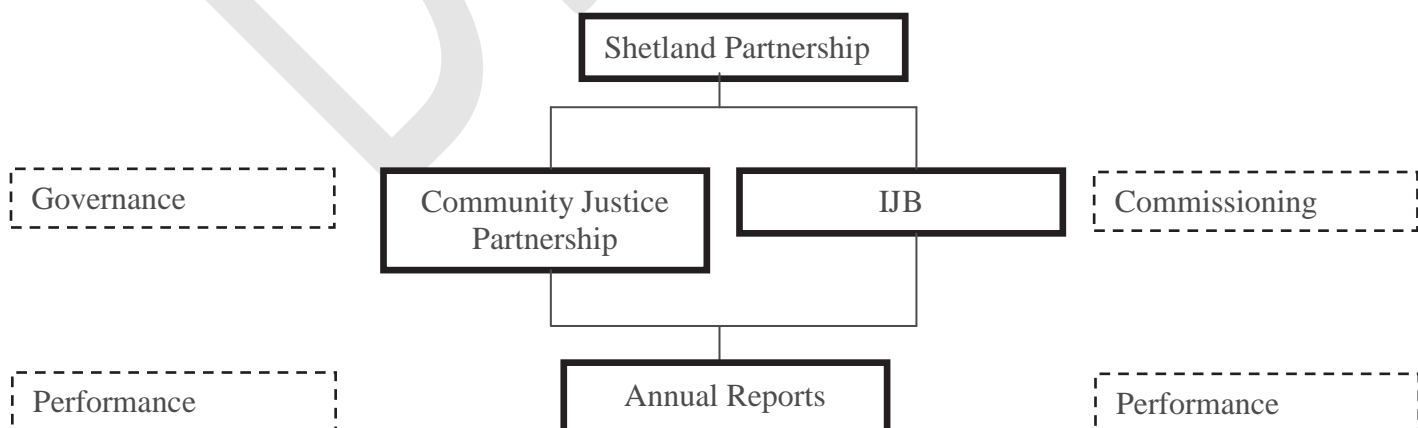 Shetland Partnership
Governance
Community Justice
Partnership
IJB
Commissioning
Performance
Annual Reports
Performance